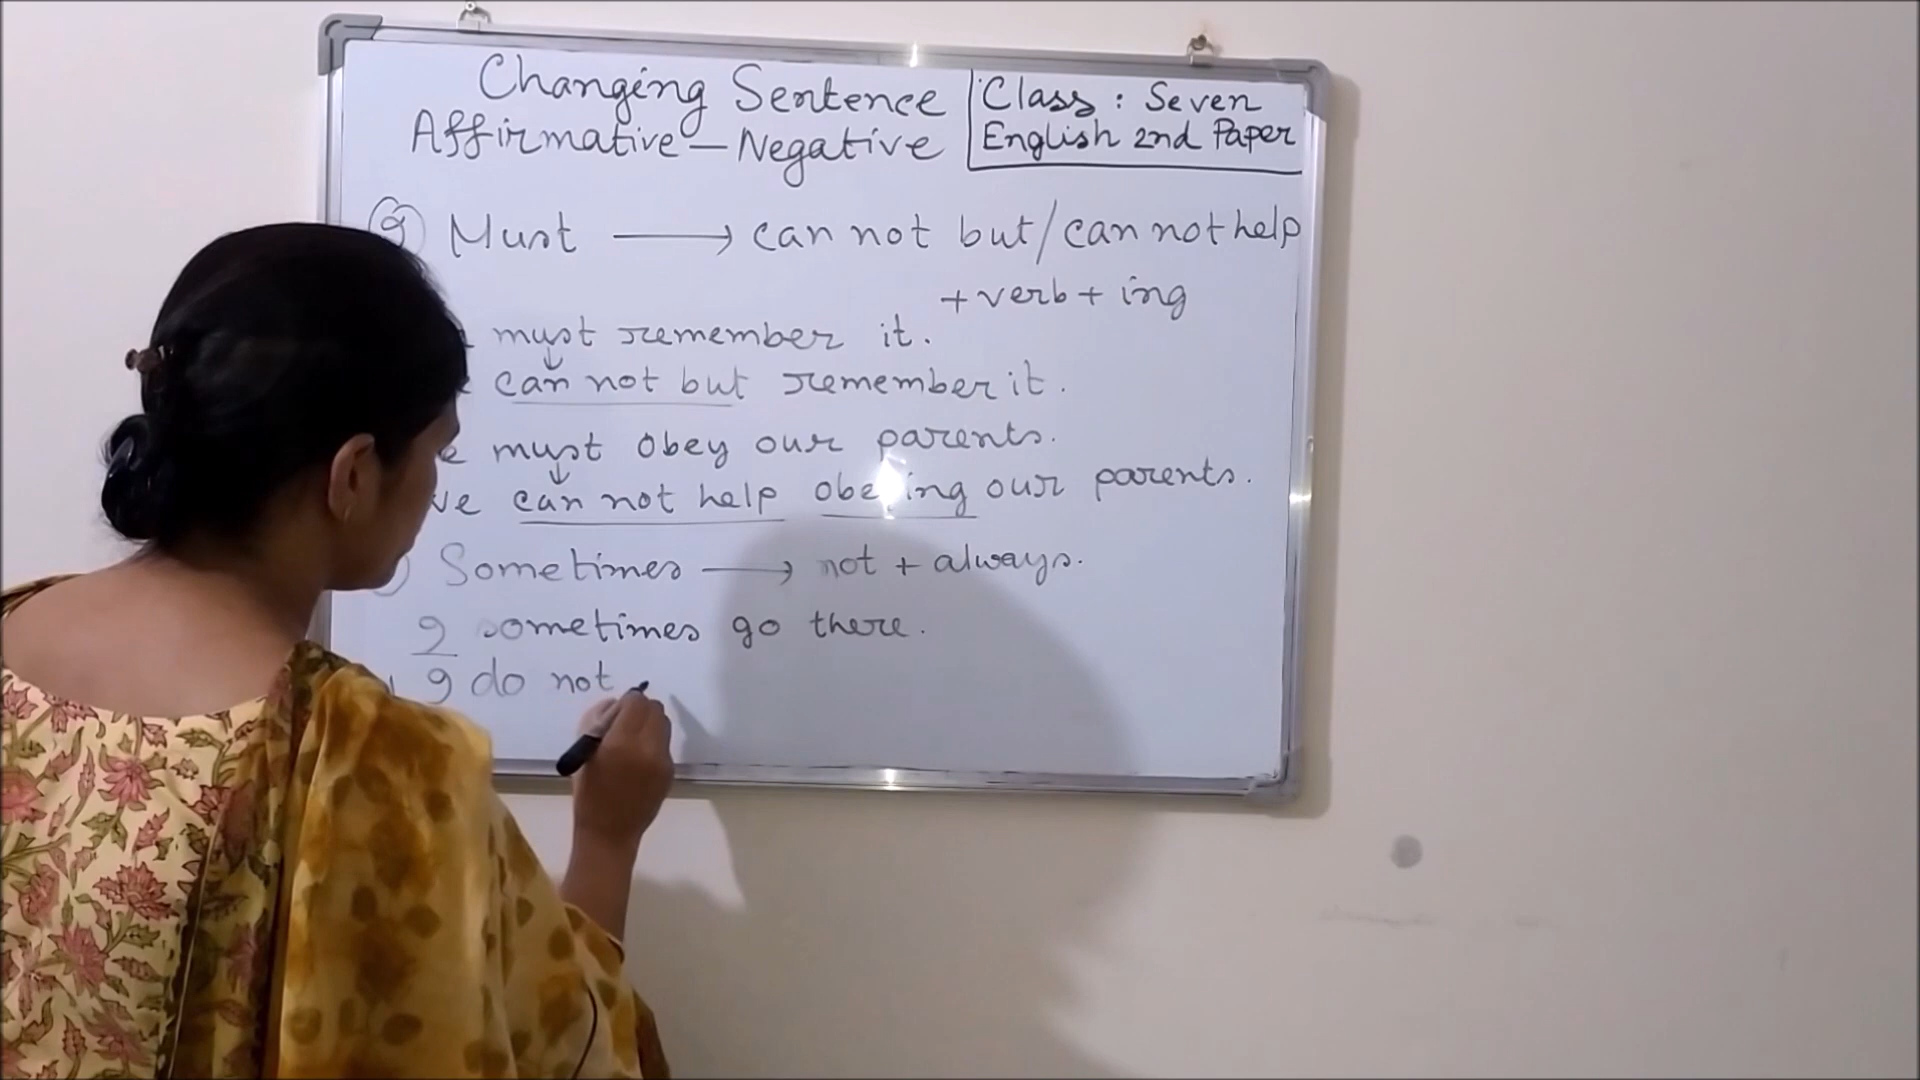 Changing Sentence
Affirmative – Negative
Class : Seven
English 2nd Paper
Must → can not but / can not help
+ verb + ing
must remember it.
can not but remember it.
must obey our parents.
We can not help obeying our parents.
Sometimes → not + always.
I sometimes go there.
I do not